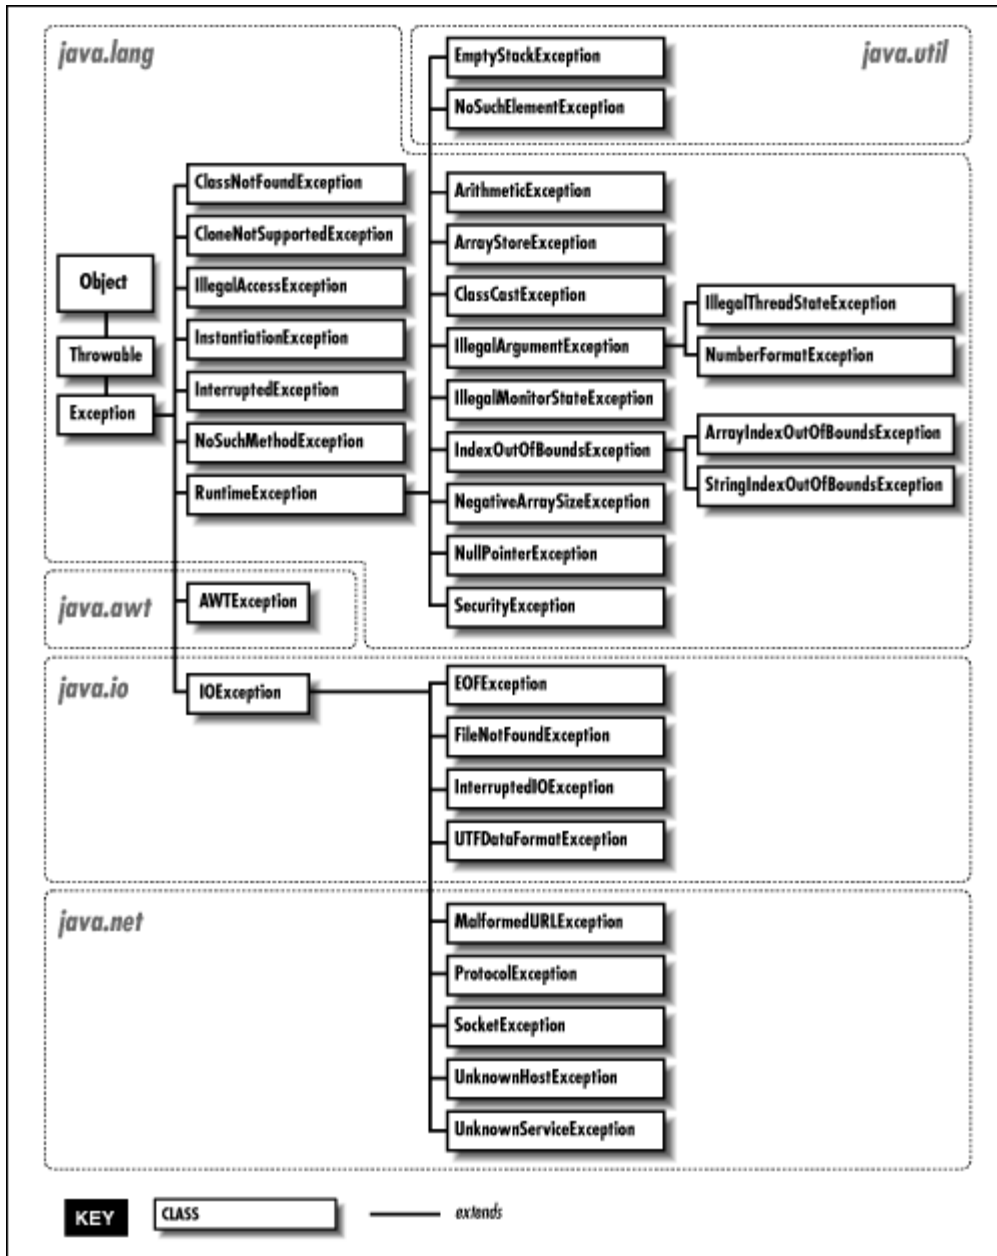 java.lang
java.util
EmptyStackException
NoSuchElementException
ClassNotFoundException
CloneNotSupportedException
IllegalAccessException
InstantiationException
InterruptedException
NoSuchMethodException
RuntimeException
Object
Throwable
Exception
ArithmeticException
ArrayStoreException
ClassCastException
IllegalArgumentException
IllegalMonitorStateException
IndexOutOfBoundsException
NegativeArraySizeException
NullPointerException
SecurityException
IllegalThreadStateException
NumberFormatException
ArrayIndexOutOfBoundsException
StringIndexOutOfBoundsException
java.awt
AWTException
java.io
IOException
EOFException
FileNotFoundException
InterruptedIOException
UTFDataFormatException
java.net
MalformedURLException
ProtocolException
SocketException
UnknownHostException
UnknownServiceException
KEY
CLASS
extends